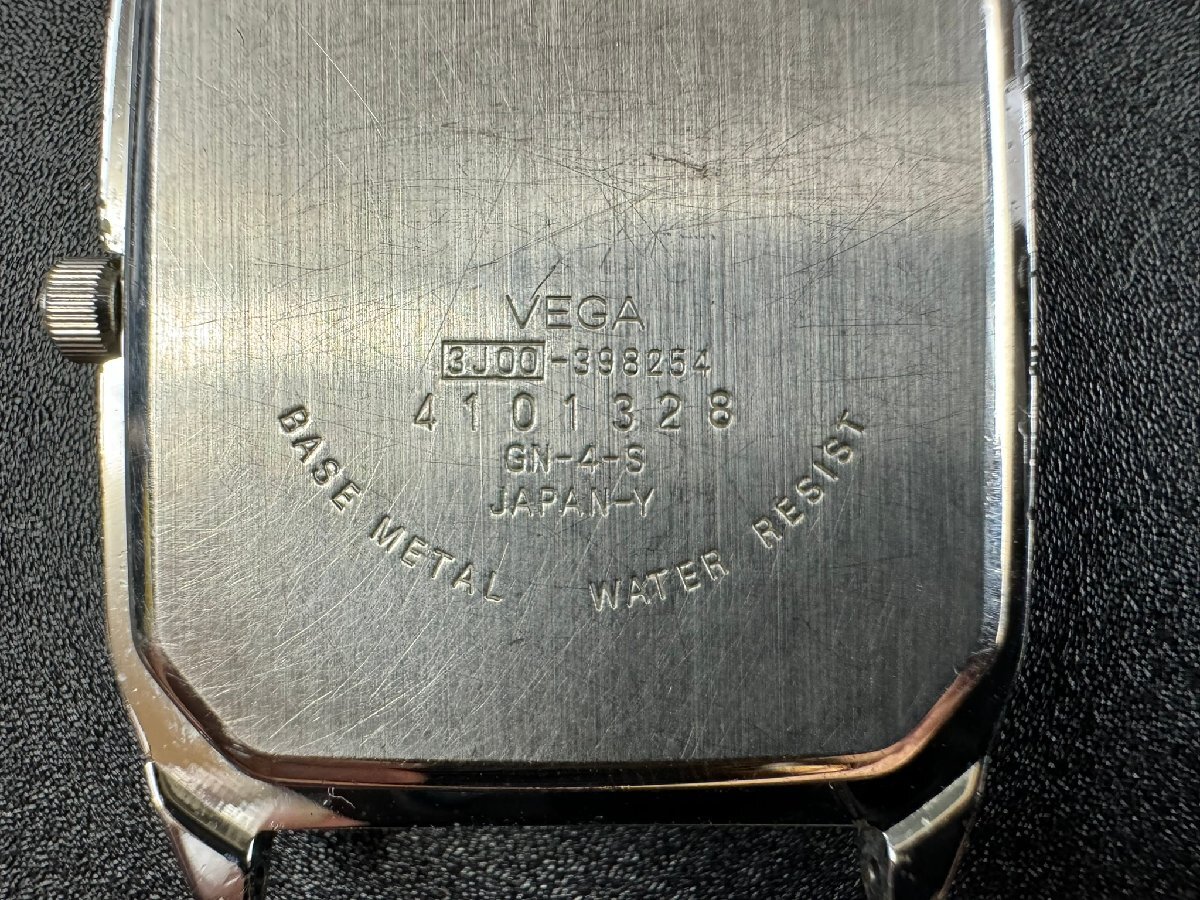 VEGA
3J00-398254
4101328
GN-4-S
JAPAN-Y
BASE METAL WATER RESIST